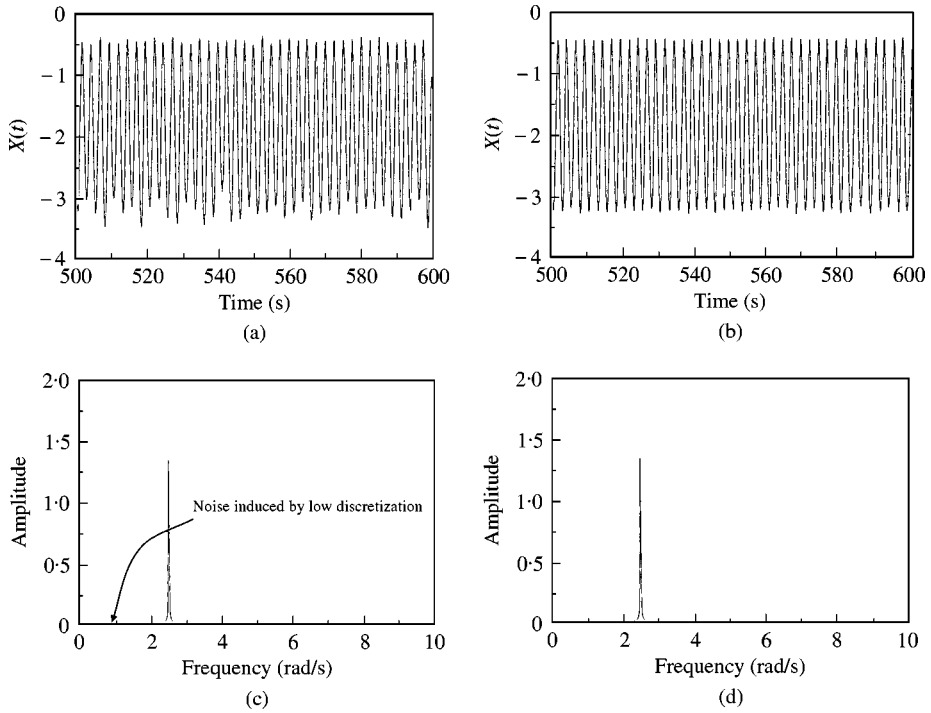 0
−1
−2
−3
−4
X(t)
500 520 540 560 580 600
Time (s)
(a)
0
−1
−2
−3
−4
X(t)
500 520 540 560 580 600
Time (s)
(b)
2·0
1·5
1·0
0·5
0
Amplitude
Noise induced by low discretization
0 2 4 6 8 10
Frequency (rad/s)
(c)
2·0
1·5
1·0
0·5
0
Amplitude
0 2 4 6 8 10
Frequency (rad/s)
(d)